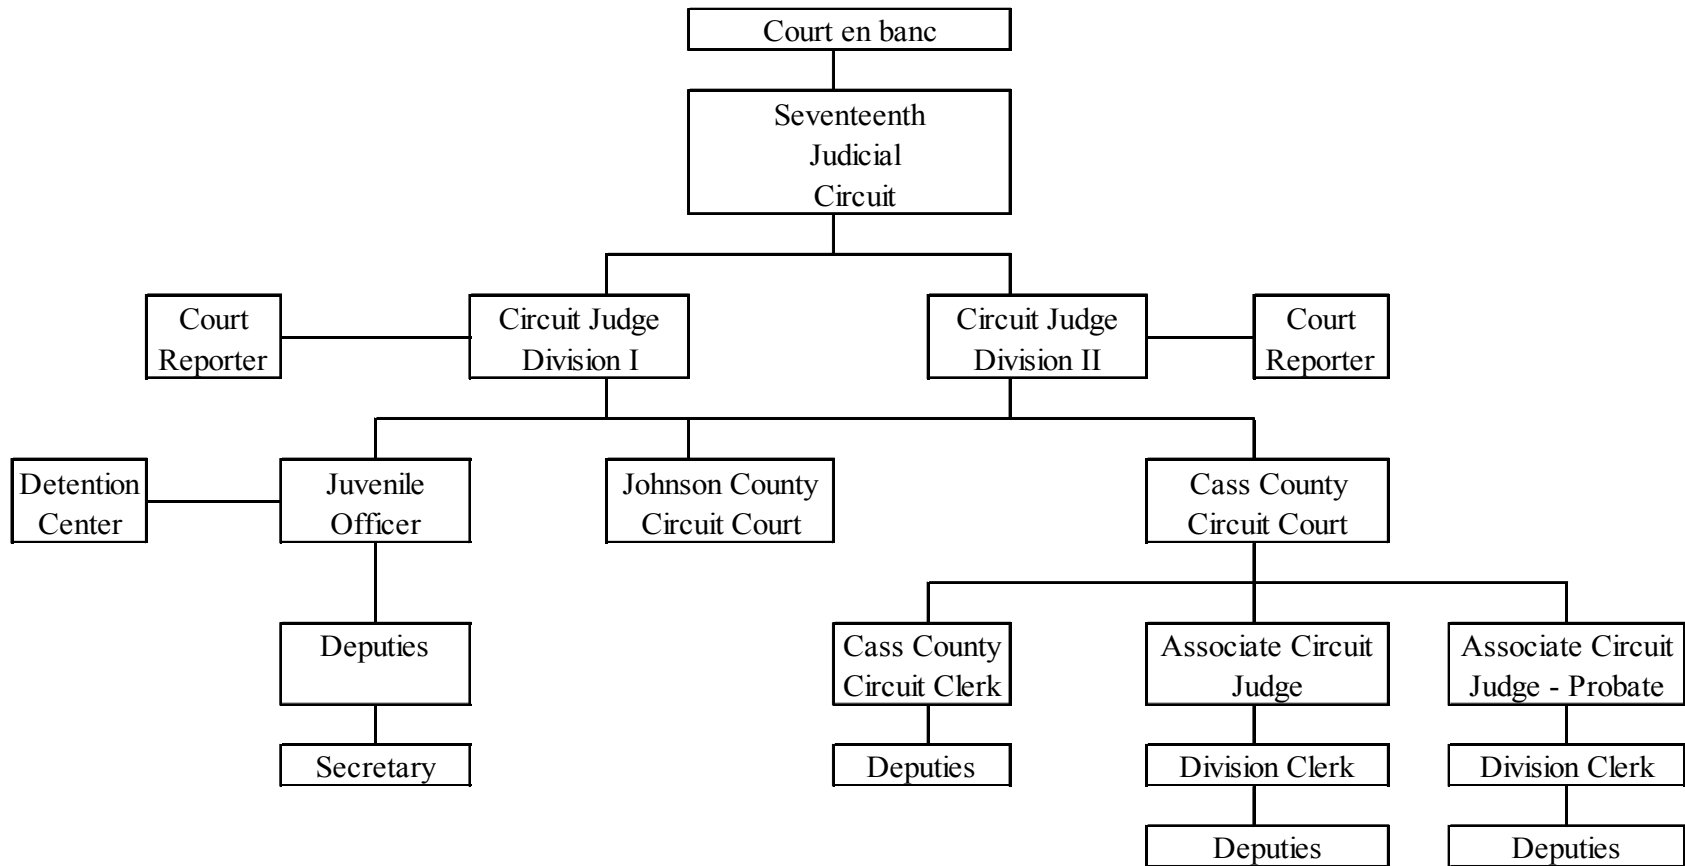 Court en banc
Seventeenth
Judicial
Circuit
Court
Reporter
Circuit Judge
Division I
Circuit Judge
Division II
Court
Reporter
Detention
Center
Juvenile
Officer
Johnson County
Circuit Court
Cass County
Circuit Court
Deputies
Cass County
Circuit Clerk
Associate Circuit
Judge
Associate Circuit
Judge - Probate
Secretary
Deputies
Division Clerk
Division Clerk
Deputies
Deputies